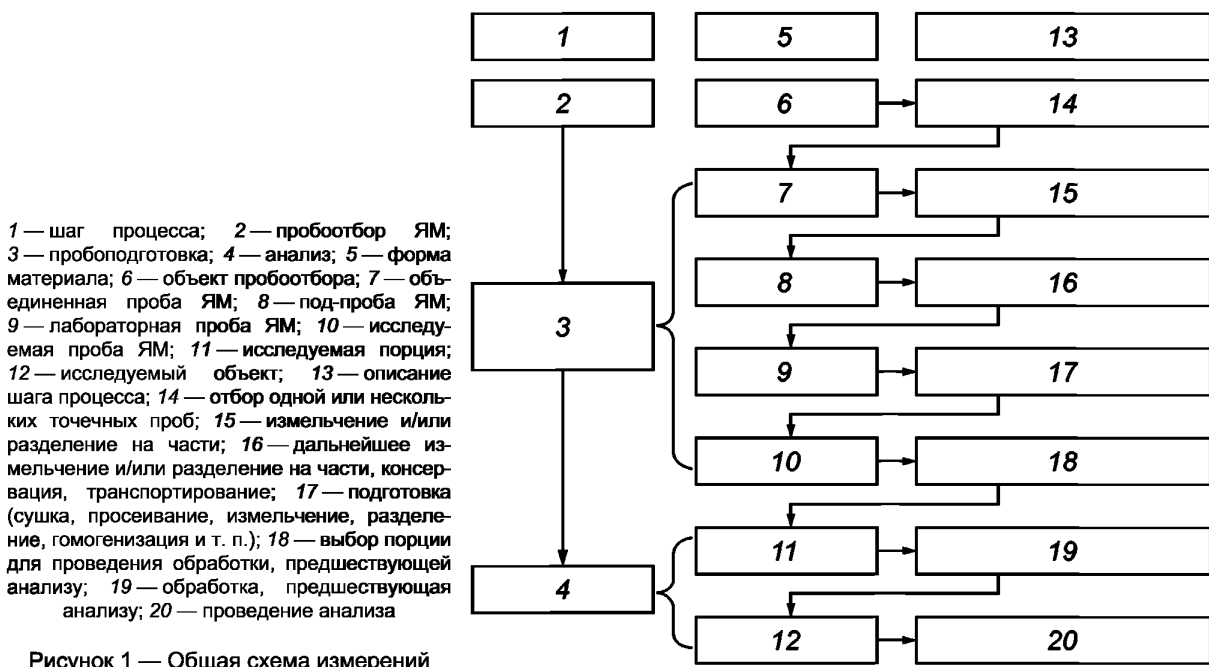 1
5
13
2
6
14
7
15
8
16
3
9
17
10
18
11
19
4
12
20
1 — шаг процесса; 2 — пробоотбор ЯМ;
3 — пробоподготовка; 4 — анализ; 5 — форма
материала; 6 — объект пробоотбора; 7 — объ-
единенная проба ЯМ; 8 — под-проба ЯМ;
9 — лабораторная проба ЯМ; 10 — исследу-
емая проба ЯМ; 11 — исследуемая порция;
12 — исследуемый объект; 13 — описание
шага процесса; 14 — отбор одной или несколь-
ких точечных проб; 15 — измельчение и/или
разделение на части; 16 — дальнейшее из-
мельчение и/или разделение на части, консер-
вация, транспортирование; 17 — подготовка
(сушка, просеивание, измельчение, разделе-
ние, гомогенизация и т. п.); 18 — выбор порции
для проведения обработки, предшествующей
анализу; 19 — обработка, предшествующая
анализу; 20 — проведение анализа
Рисунок 1 — Общая схема измерений